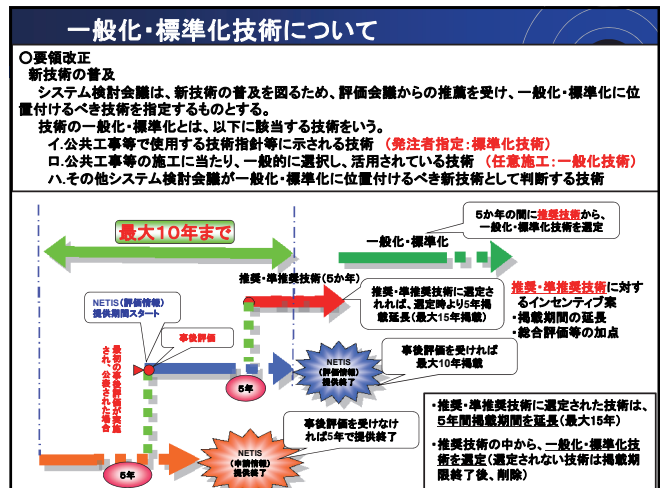 一般化・標準化技術について
○要領改正
新技術の普及
システム検討会議は、新技術の普及を図るため、評価会議からの推薦を受け、一般化・標準化に位
置付けるべき技術を指定するものとする。
技術の一般化・標準化とは、以下に該当する技術をいう。
イ.公共工事等で使用する技術指針等に示される技術 (発注者指定:標準化技術)
ロ.公共工事等の施工に当たり、一般的に選択し、活用されている技術 (任意施工:一般化技術)
ハ.その他システム検討会議が一般化・標準化に位置付けるべき新技術として判断する技術
5か年の間に推奨技術から、
一般化・標準化技術を選定
最大10年まで
一般化・標準化
推奨・準推奨技術(5か年)
推奨・準推奨技術に選定さ
れれば、選定時より5年掲
載延長(最大15年掲載)
推奨・準推奨技術に対す
るインセンティブ案
・掲載期間の延長
・総合評価等の加点
NETIS(評価情報)
提供期間スタート
事後評価
最初の事後評価が実施
され、公表された場合
5年
NETIS
(評価情報)
提供終了
事後評価を受ければ
最大10年掲載
事後評価を受けなけ
れば5年で提供終了
5年
NETIS
(申請情報)
提供終了
・推奨・準推奨技術に選定された技術は、
5年間掲載期間を延長(最大15年)
・推奨技術の中から、一般化・標準化技
術を選定(選定されない技術は掲載期
限終了後、削除)